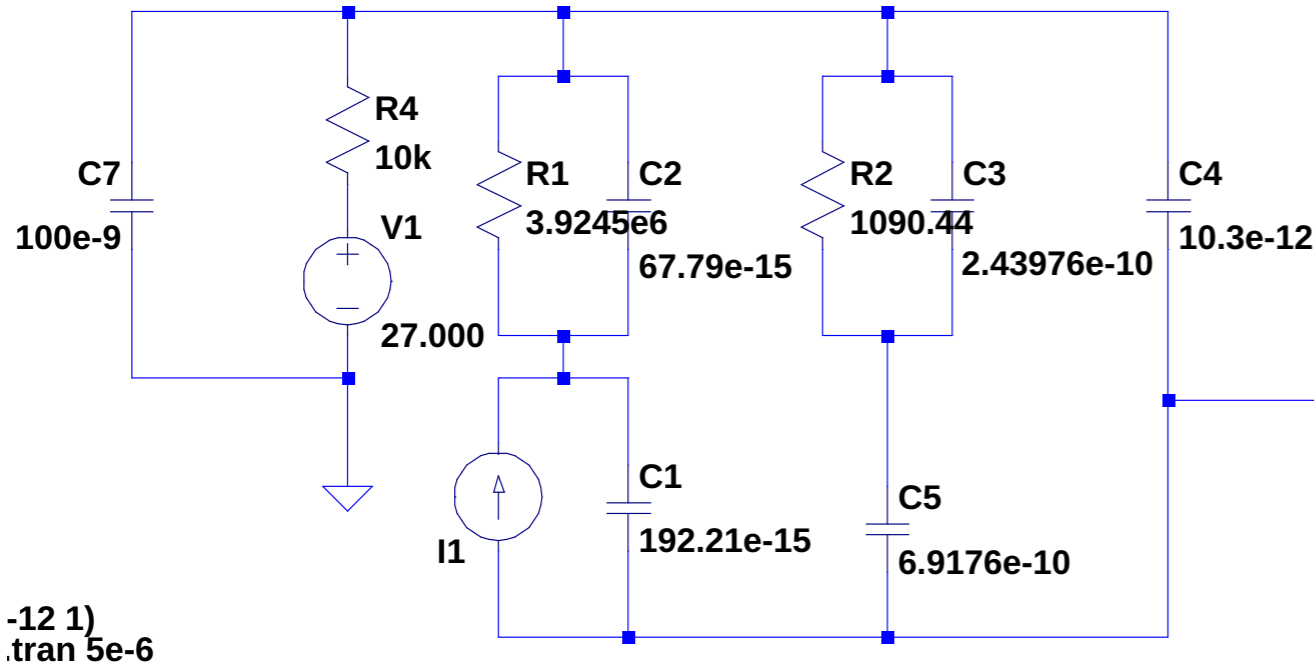 R4
10k
C7
100e-9
V1
27.000
R1
3.9245e6
C2
67.79e-15
R2
1090.44
C3
2.43976e-10
C4
10.3e-12
I1
C1
192.21e-15
C5
6.9176e-10
-12 1)
.tran 5e-6